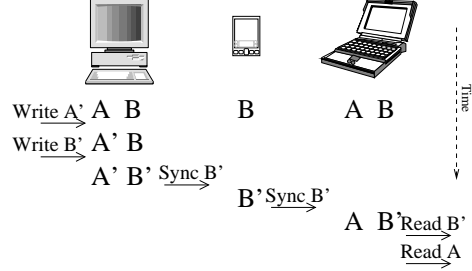 Write A’ A B B A B
Write B’ A’ B
A’ B’ Sync B’
B’ Sync B’
A B’ Read B’
Read A
Time